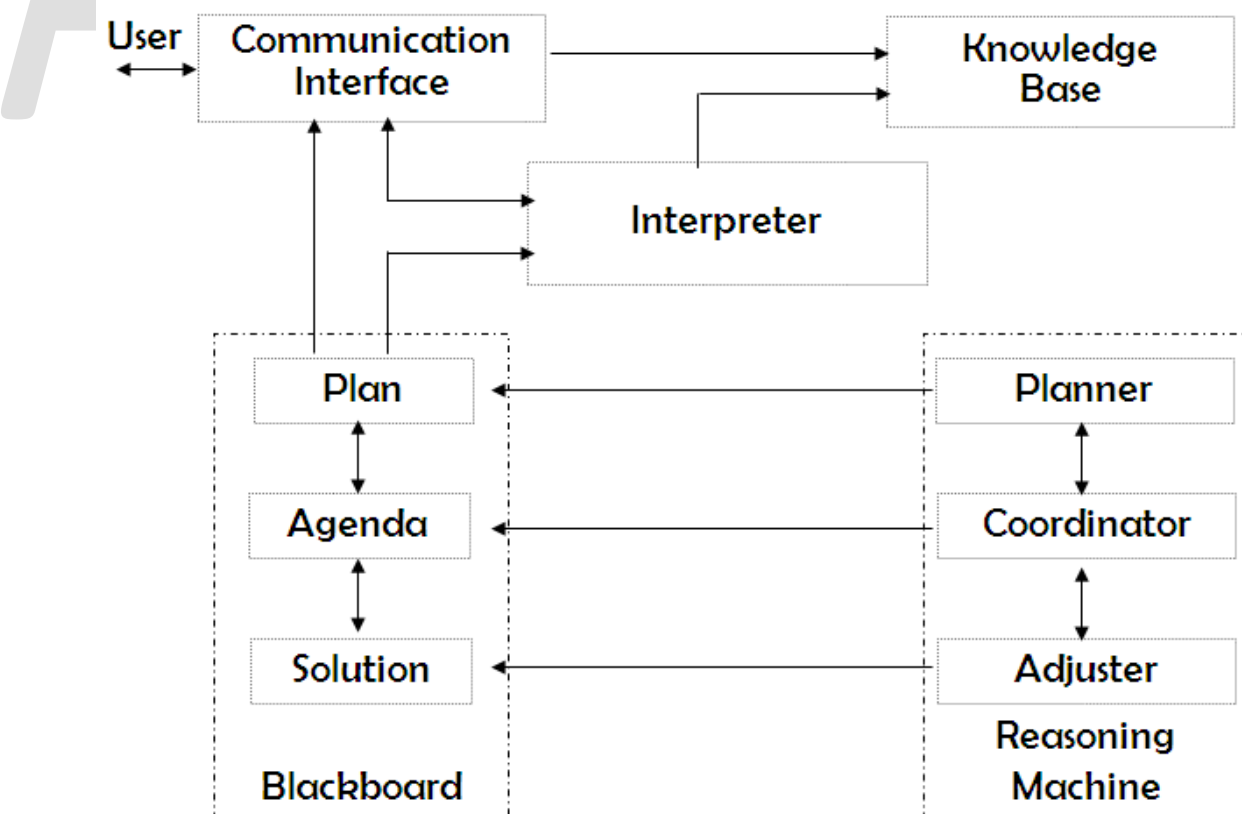 User
Communication
Interface
Knowledge
Base
Interpreter
Plan
Planner
Agenda
Coordinator
Solution
Adjuster
Reasoning
Machine
Blackboard